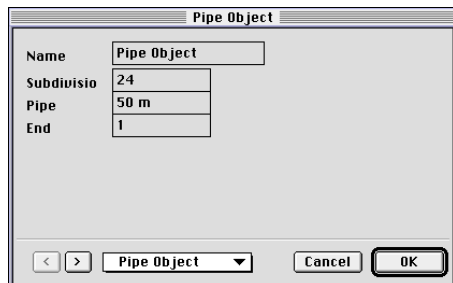 Pipe Object
Name Pipe Object
Subdivisio 24
Pipe 50 m
End 1
< > Pipe Object Cancel OK